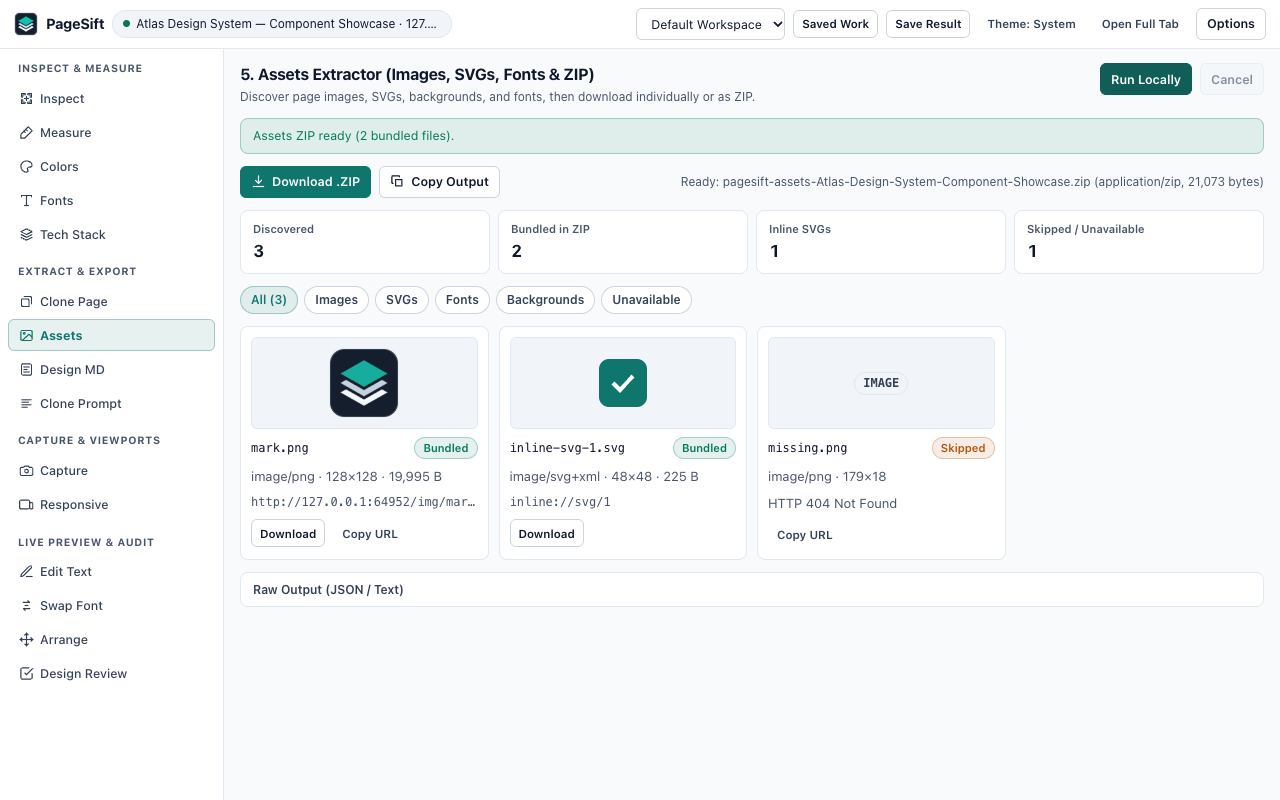 PageSift
Atlas Design System — Component Showcase · 127....
Default Workspace
Saved Work
Save Result
Theme: System
Open Full Tab
Options
INSPECT & MEASURE
Inspect
Measure
Colors
Fonts
Tech Stack
EXTRACT & EXPORT
Clone Page
Assets
Design MD
Clone Prompt
CAPTURE & VIEWPORTS
Capture
Responsive
LIVE PREVIEW & AUDIT
Edit Text
Swap Font
Arrange
Design Review
5. Assets Extractor (Images, SVGs, Fonts & ZIP)
Discover page images, SVGs, backgrounds, and fonts, then download individually or as ZIP.
Run Locally
Cancel
Assets ZIP ready (2 bundled files).
Download .ZIP
Copy Output
Ready: pagesift-assets-Atlas-Design-System-Component-Showcase.zip (application/zip, 21,073 bytes)
Discovered
3
Bundled in ZIP
2
Inline SVGs
1
Skipped / Unavailable
1
All (3)
Images
SVGs
Fonts
Backgrounds
Unavailable
mark.png
Bundled
image/png · 128×128 · 19,995 B
http://127.0.0.1:64952/img/mar…
Download
Copy URL
inline-svg-1.svg
Bundled
image/svg+xml · 48×48 · 225 B
inline://svg/1
Download
IMAGE
missing.png
Skipped
image/png · 179×18
HTTP 404 Not Found
Copy URL
Raw Output (JSON / Text)